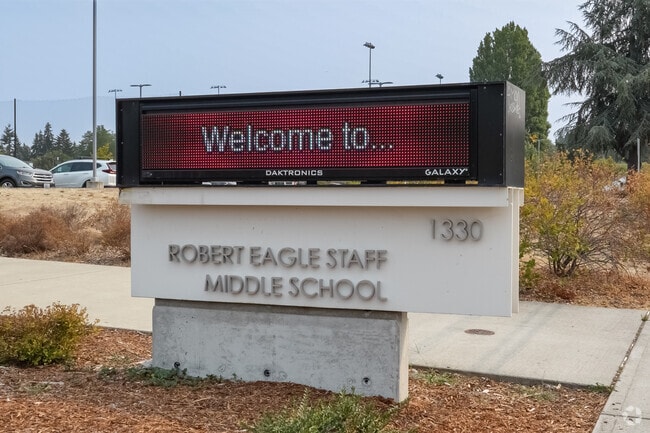 Welcome to...
DAKTRONICS GALAXY®
1330
ROBERT EAGLE STAFF
MIDDLE SCHOOL